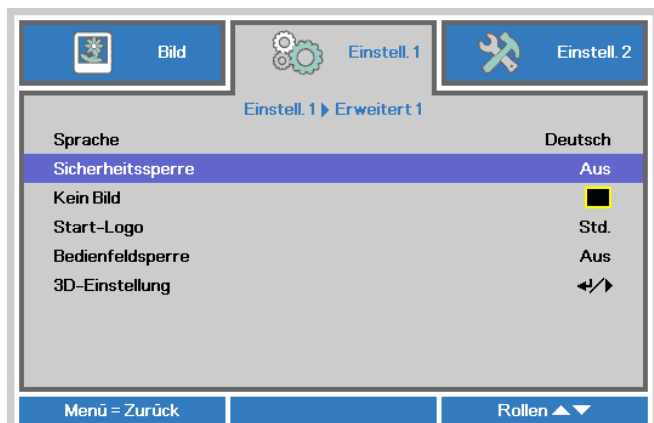 Bild Einstell. 1 Einstell. 2
Einstell. 1 ▶ Erweitert 1
Sprache Deutsch
Sicherheitssperre Aus
Kein Bild
Start-Logo Std.
Bedienfeldsperre Aus
3D-Einstellung ↵/▶
Menü = Zurück Rollen ▲▼